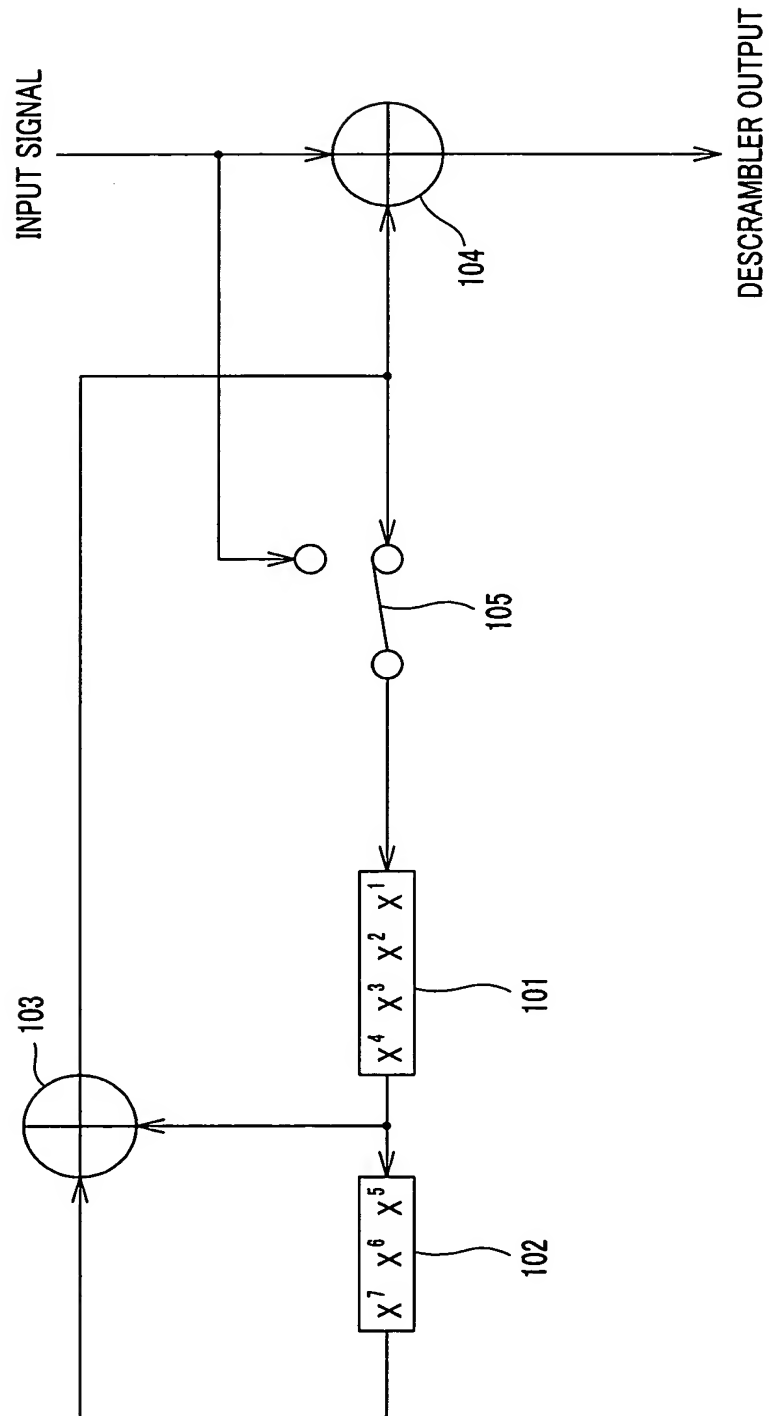 INPUT SIGNAL
104
DESCRAMBLER OUTPUT
105
103
X⁴ X³ X² X¹
101
X⁷ X⁶ X⁵
102